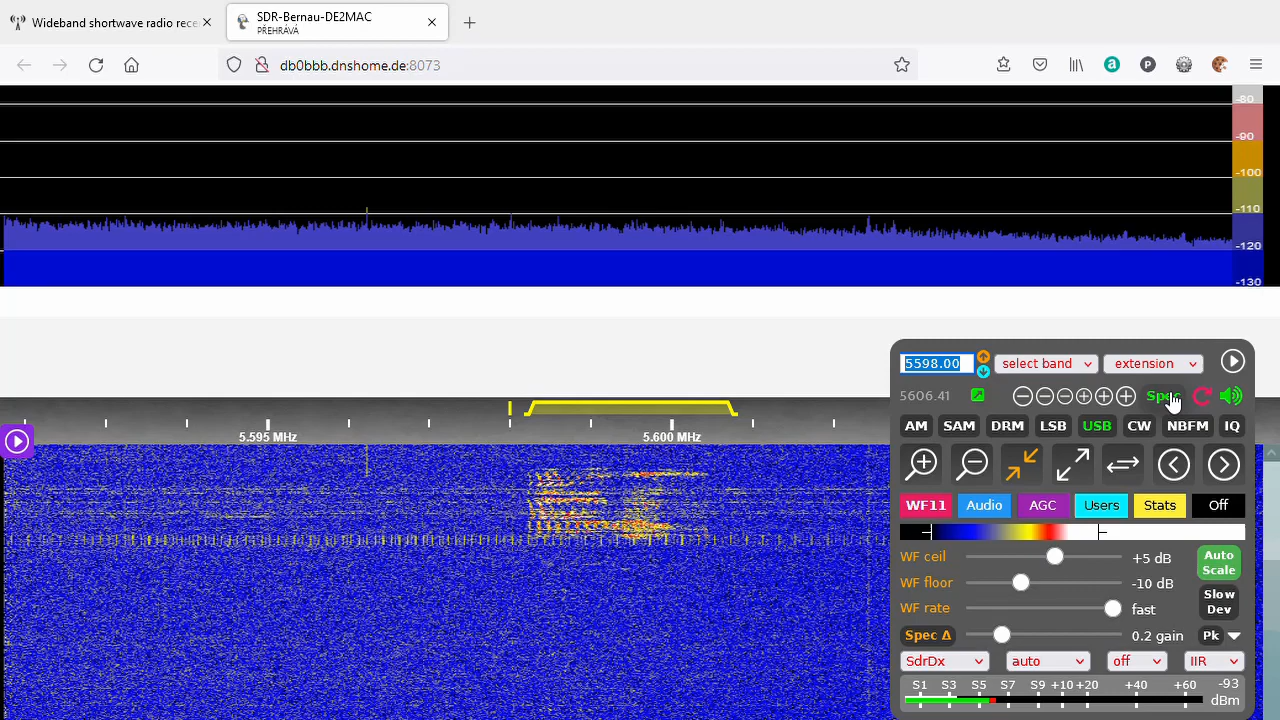 Wideband shortwave radio rece
SDR-Bernau-DE2MAC
PŘEHRÁVÁ
db0bbb.dnshome.de:8073
a
P
-80
-90
-100
-110
-120
-130
5598.00
select band
extension
5606.41
Spec
AM
SAM
DRM
LSB
USB
CW
NBFM
IQ
5.595 MHz
5.600 MHz
WF11
Audio
AGC
Users
Stats
Off
WF ceil
+5 dB
Auto
Scale
WF floor
-10 dB
WF rate
fast
Slow
Dev
Spec Δ
0.2 gain
Pk
SdrDx
auto
off
IIR
S1
S3
S5
S7
S9
+10
+20
+40
+60
-93
dBm